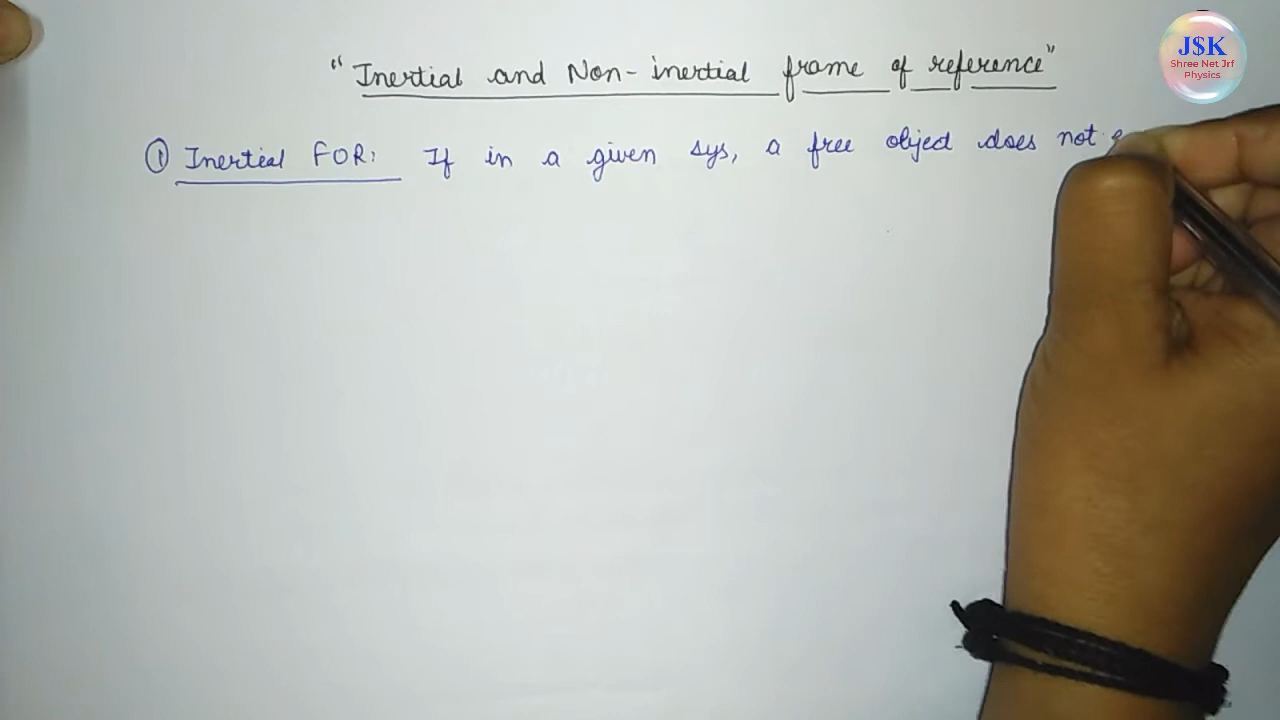 "Inertial and Non-inertial frame of reference"
① Inertial FOR: If in a given sys, a free object does not
J$K
Shree Net Jrf
Physics